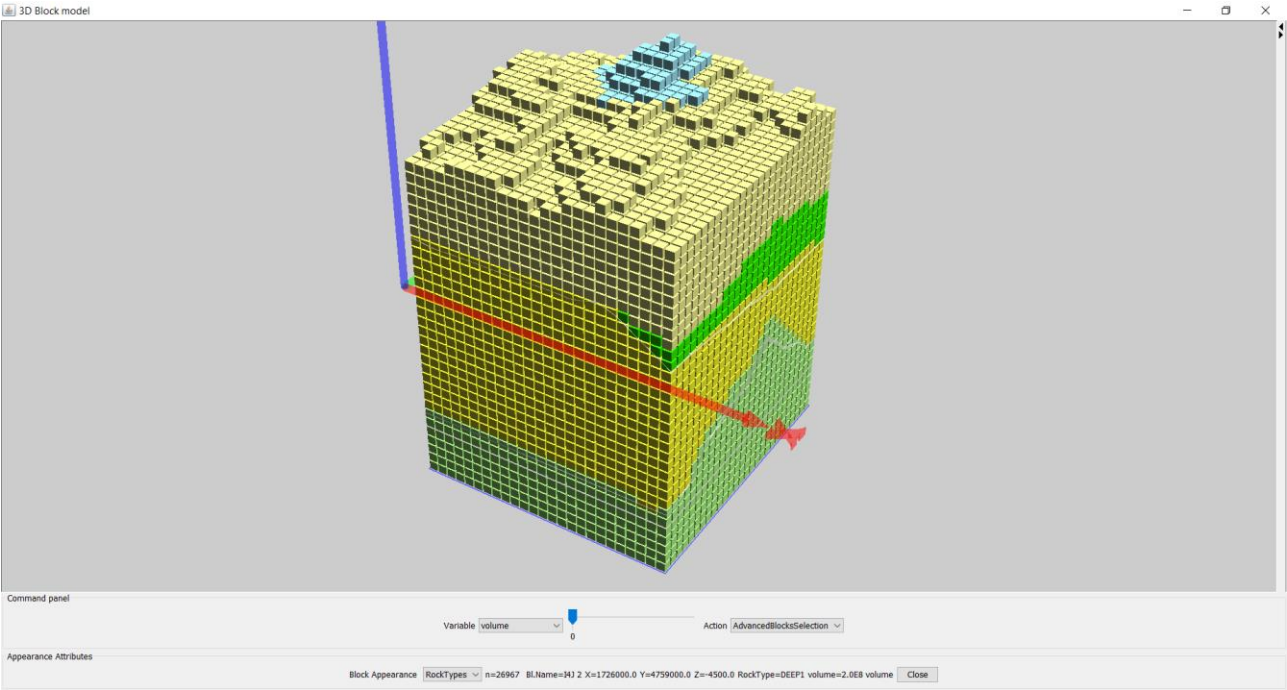 3D Block model
Command panel
Variable volume 0 Action AdvancedBlocksSelection
Appearance Attributes
Block Appearance RockTypes n=26967 Bl.Name=I4J 2 X=1726000.0 Y=4759000.0 Z=-4500.0 RockType=DEEP1 volume=2.0E8 volume Close